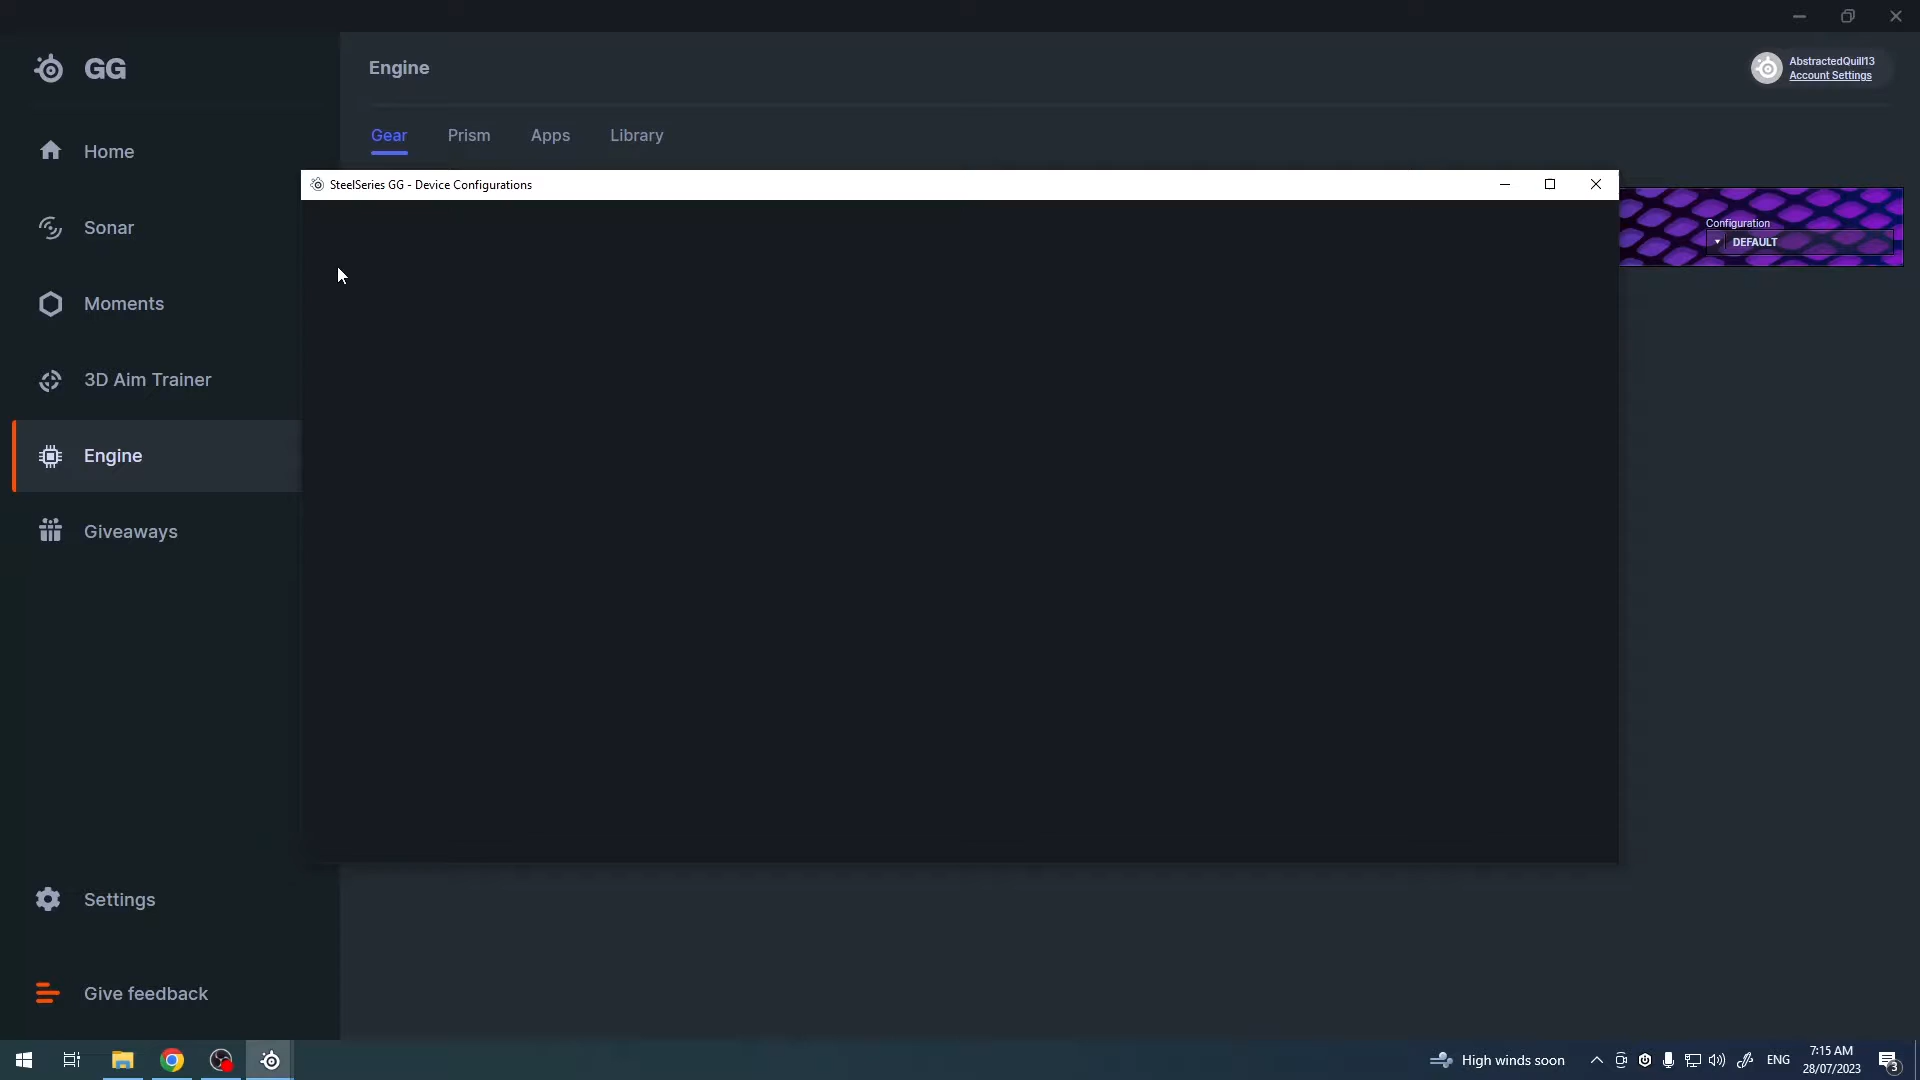 GG
Engine
AbstractedQuill13
Account Settings
Home
Gear
Prism
Apps
Library
SteelSeries GG - Device Configurations
Sonar
Configuration
DEFAULT
Moments
3D Aim Trainer
Engine
Giveaways
Settings
Give feedback
High winds soon
ENG
7:15 AM
28/07/2023
3